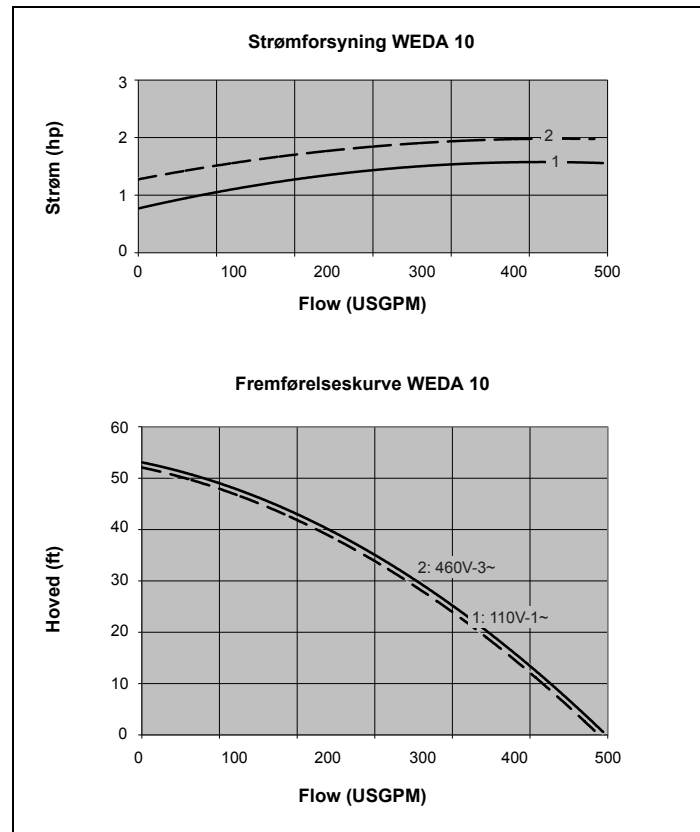 Strømforsyning WEDA 10
3
2
1
0
Strøm (hp)
2
1
0 100 200 300 400 500
Flow (USGPM)
Fremførelseskurve WEDA 10
60
50
40
30
20
10
0
Hoved (ft)
2: 460V-3~
1: 110V-1~
0 100 200 300 400 500
Flow (USGPM)